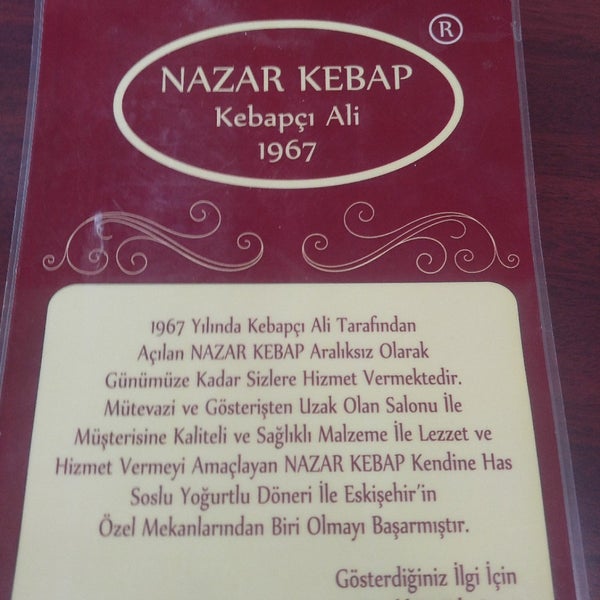 ®
NAZAR KEBAP
Kebapçı Ali
1967
1967 Yılında Kebapçı Ali Tarafından
Açılan NAZAR KEBAP Aralıksız Olarak
Günümüze Kadar Sizlere Hizmet Vermektedir.
Mütevazi ve Gösterişten Uzak Olan Salonu İle
Müşterisine Kaliteli ve Sağlıklı Malzeme İle Lezzet ve
Hizmet Vermeyi Amaçlayan NAZAR KEBAP Kendine Has
Soslu Yoğurtlu Döneri İle Eskişehir'in
Özel Mekanlarından Biri Olmayı Başarmıştır.
Gösterdiğiniz İlgi İçin